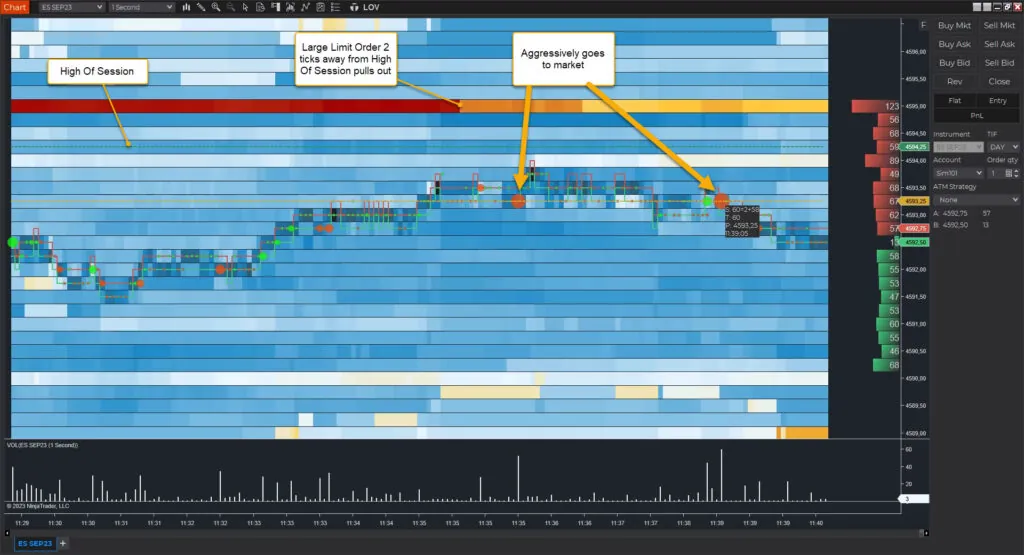 Chart
ES SEP23
1 Second
LOV
F
High Of Session
Large Limit Order 2
ticks away from High
Of Session pulls out
Aggressively goes
to market
S: 60+2+58
T: 60
P: 4593,25
11:39:05
123
56
68
59
89
49
68
67
62
57
58
55
53
47
53
60
55
46
68
4596,00
4595,50
4595,00
4594,50
4594,25
4594,00
4593,50
4593,25
4593,00
4592,75
4592,50
4592,00
4591,50
4591,00
4590,50
4590,00
4589,50
4589,00
Buy Mkt
Sell Mkt
Buy Ask
Sell Ask
Buy Bid
Sell Bid
Rev
Close
Flat
Entry
PnL
Instrument
TIF
ES SEP23
DAY
Account
Order qty
Sim101
1
ATM Strategy
None
A: 4592,75 57
B: 4592,50 13
VOL(ES SEP23 (1 Second))
60
40
20
3
© 2023 NinjaTrader, LLC
11:29 11:30 11:30 11:31 11:31 11:32 11:32 11:33 11:33 11:34 11:34 11:35 11:35 11:35 11:36 11:36 11:37 11:37 11:38 11:39 11:39 11:39 11:40
ES SEP23
+